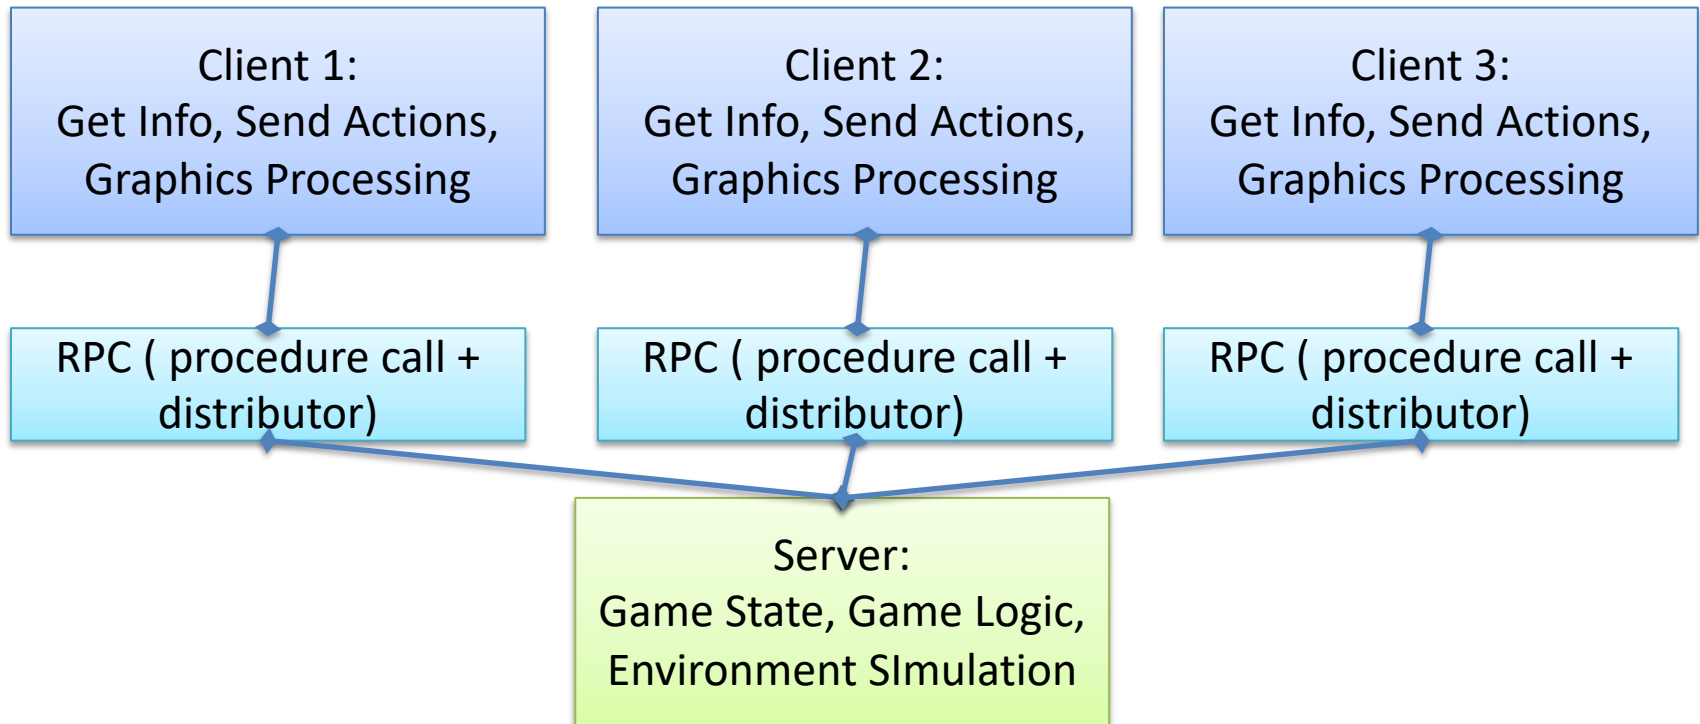 Client 1:
Get Info, Send Actions,
Graphics Processing
Client 2:
Get Info, Send Actions,
Graphics Processing
Client 3:
Get Info, Send Actions,
Graphics Processing
RPC ( procedure call +
distributor)
RPC ( procedure call +
distributor)
RPC ( procedure call +
distributor)
Server:
Game State, Game Logic,
Environment SImulation